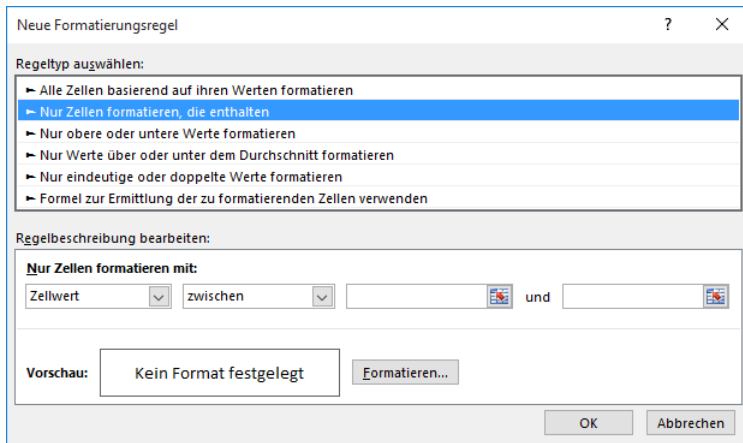 Neue Formatierungsregel
Regeltyp auswählen:
► Alle Zellen basierend auf ihren Werten formatieren
► Nur Zellen formatieren, die enthalten
► Nur obere oder untere Werte formatieren
► Nur Werte über oder unter dem Durchschnitt formatieren
► Nur eindeutige oder doppelte Werte formatieren
► Formel zur Ermittlung der zu formatierenden Zellen verwenden
Regelbeschreibung bearbeiten:
Nur Zellen formatieren mit:
Zellwert zwischen und
Vorschau: Kein Format festgelegt Formatieren...
OK Abbrechen